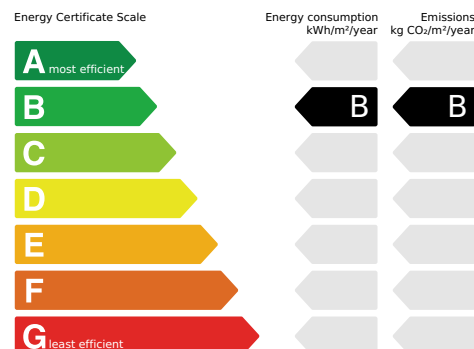 Energy Certificate Scale
Energy consumption
kWh/m²/year
Emissions
kg CO₂/m²/year
A most efficient
B B B
C
D
E
F
G least efficient